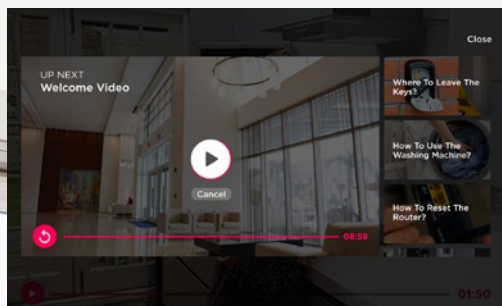 Close
UP NEXT
Welcome Video
Where To Leave The
Keys?
How To Use The
Washing Machine?
Cancel
How To Reset The
Router?
08:59
01:50